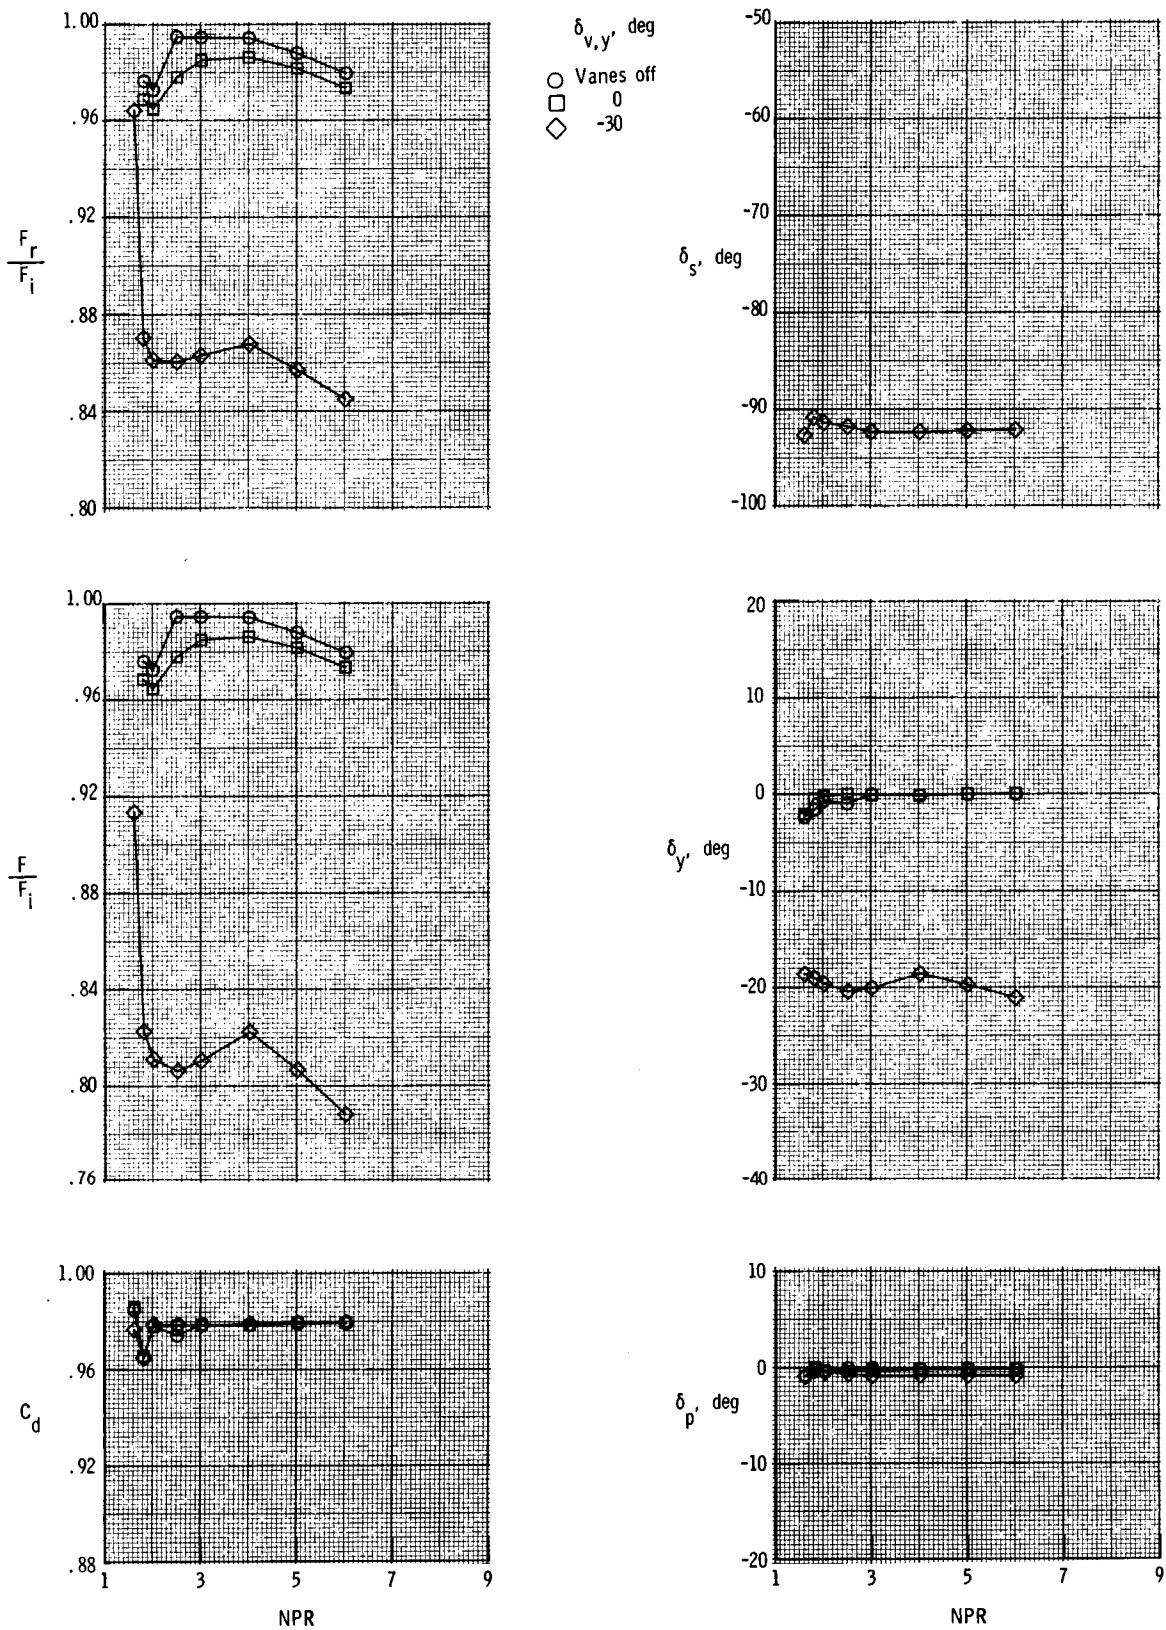 δv,y, deg
Vanes off
0
-30
1.00
.96
.92
.88
.84
.80
Fr
Fi
-50
-60
-70
-80
-90
-100
δs, deg
1.00
.96
.92
.88
.84
.80
.76
F
Fi
20
10
0
-10
-20
-30
-40
δy, deg
1.00
.96
.92
.88
Cd
1 3 5 7 9
NPR
10
0
-10
-20
δp, deg
1 3 5 7 9
NPR